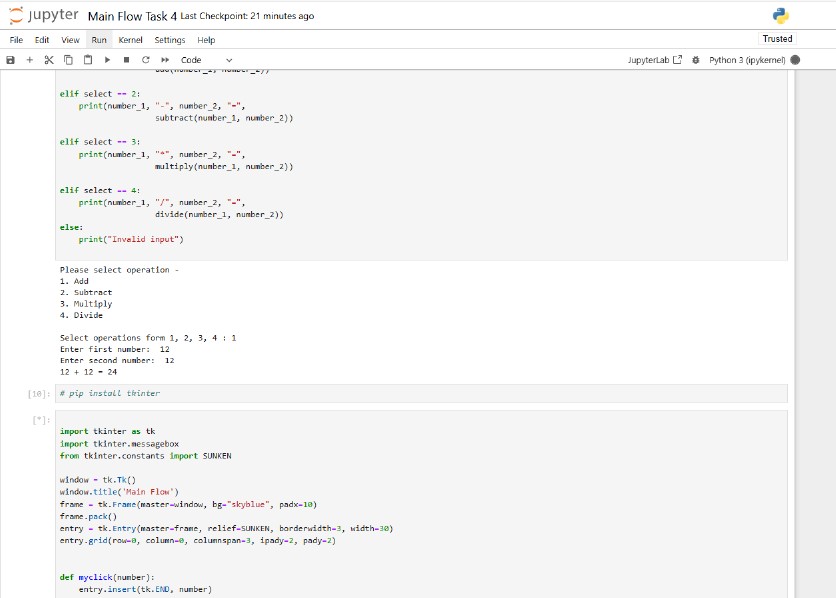 jupyter Main Flow Task 4 Last Checkpoint: 21 minutes ago
File Edit View Run Kernel Settings Help Trusted
Code JupyterLab Python 3 (ipykernel)
elif select == 2:
print(number_1, "-", number_2, "=",
subtract(number_1, number_2))
elif select == 3:
print(number_1, "*", number_2, "=",
multiply(number_1, number_2))
elif select == 4:
print(number_1, "/", number_2, "=",
divide(number_1, number_2))
else:
print("Invalid input")
Please select operation -
1. Add
2. Subtract
3. Multiply
4. Divide
Select operations form 1, 2, 3, 4 : 1
Enter first number: 12
Enter second number: 12
12 + 12 = 24
[10]: # pip install tkinter
[*]:
import tkinter as tk
import tkinter.messagebox
from tkinter.constants import SUNKEN
window = tk.Tk()
window.title('Main Flow')
frame = tk.Frame(master=window, bg="skyblue", padx=10)
frame.pack()
entry = tk.Entry(master=frame, relief=SUNKEN, borderwidth=3, width=30)
entry.grid(row=0, column=0, columnspan=3, ipady=2, pady=2)
def myclick(number):
entry.insert(tk.END, number)